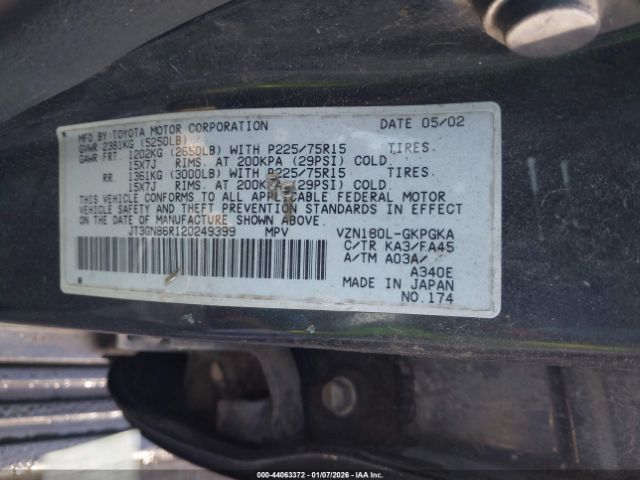 MFD BY TOYOTA MOTOR CORPORATION DATE 05/02
GVWR 2381KG (5250LB)
GAWR FRT. 1202KG (2650LB) WITH P225/75R15 TIRES.
15X7J RIMS. AT 200KPA (29PSI) COLD.
RR. 1361KG (3000LB) WITH P225/75R15 TIRES.
15X7J RIMS. AT 200KPA (29PSI) COLD.
THIS VEHICLE CONFORMS TO ALL APPLICABLE FEDERAL MOTOR
VEHICLE SAFETY AND THEFT PREVENTION STANDARDS IN EFFECT
ON THE DATE OF MANUFACTURE SHOWN ABOVE.
JT3GN86R120249399 MPV VZN180L-GKPGKA
C/TR KA3/FA45
A/TM A03A/
A340E
MADE IN JAPAN
NO.174
000-44063372 - 01/07/2026 - IAA Inc.